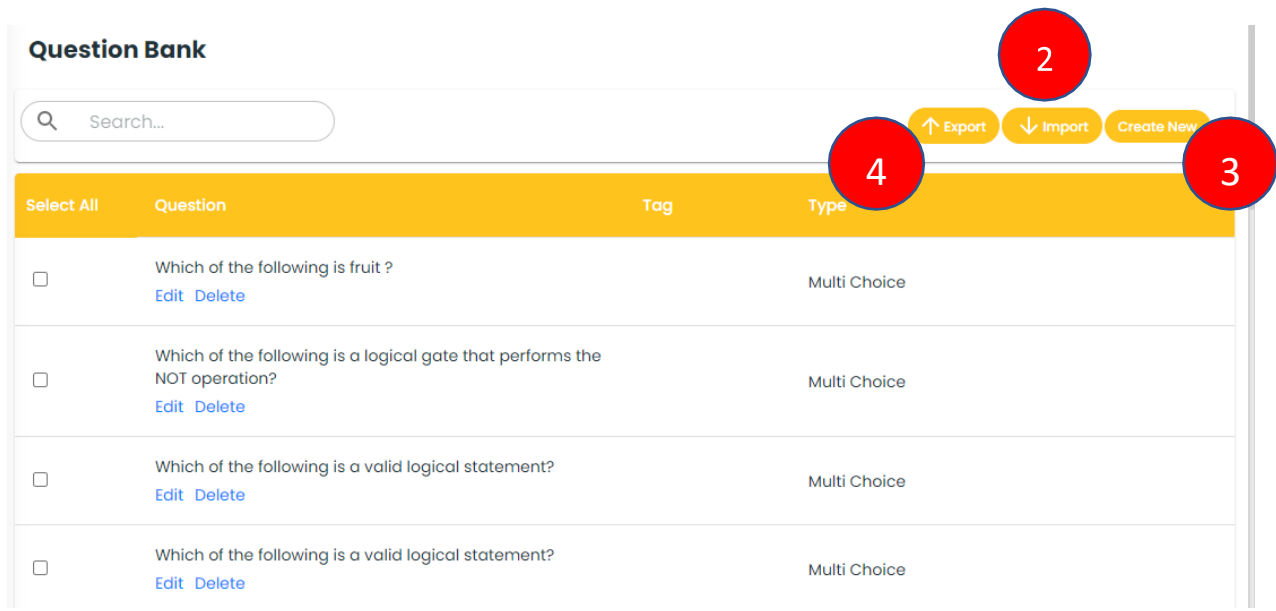 Question Bank
2
Search...
Export Import Create New
4
3
Select All Question Tag Type
Which of the following is fruit ?
Edit Delete
Multi Choice
Which of the following is a logical gate that performs the
NOT operation?
Edit Delete
Multi Choice
Which of the following is a valid logical statement?
Edit Delete
Multi Choice
Which of the following is a valid logical statement?
Edit Delete
Multi Choice